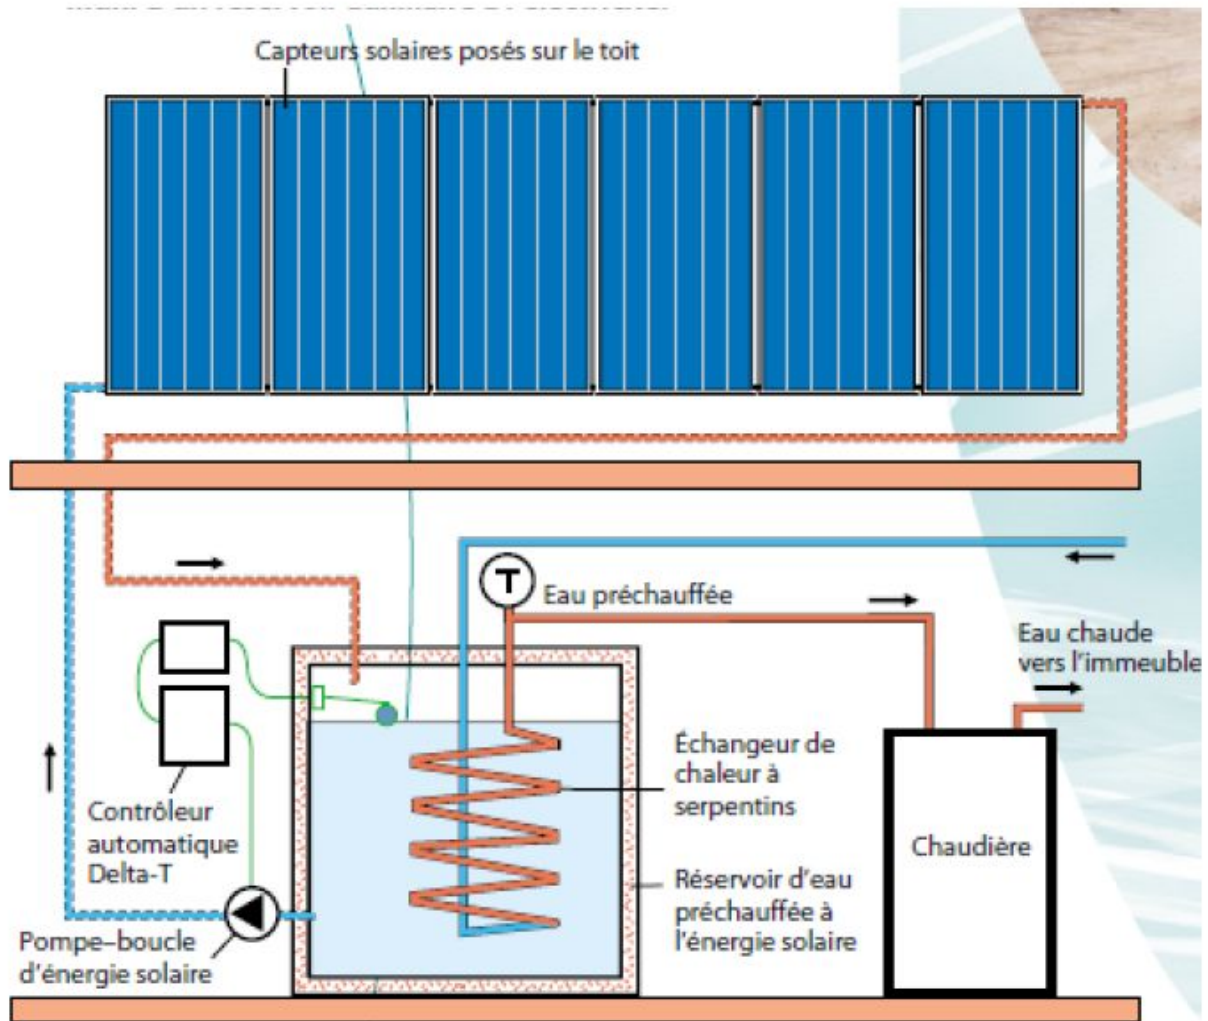 Capteurs solaires posés sur le toit
T
Eau préchauffée
Eau chaude
vers l'immeuble
Échangeur de
chaleur à
serpentins
Contrôleur
automatique
Delta-T
Chaudière
Réservoir d'eau
préchauffée à
l'énergie solaire
Pompe–boucle
d'énergie solaire